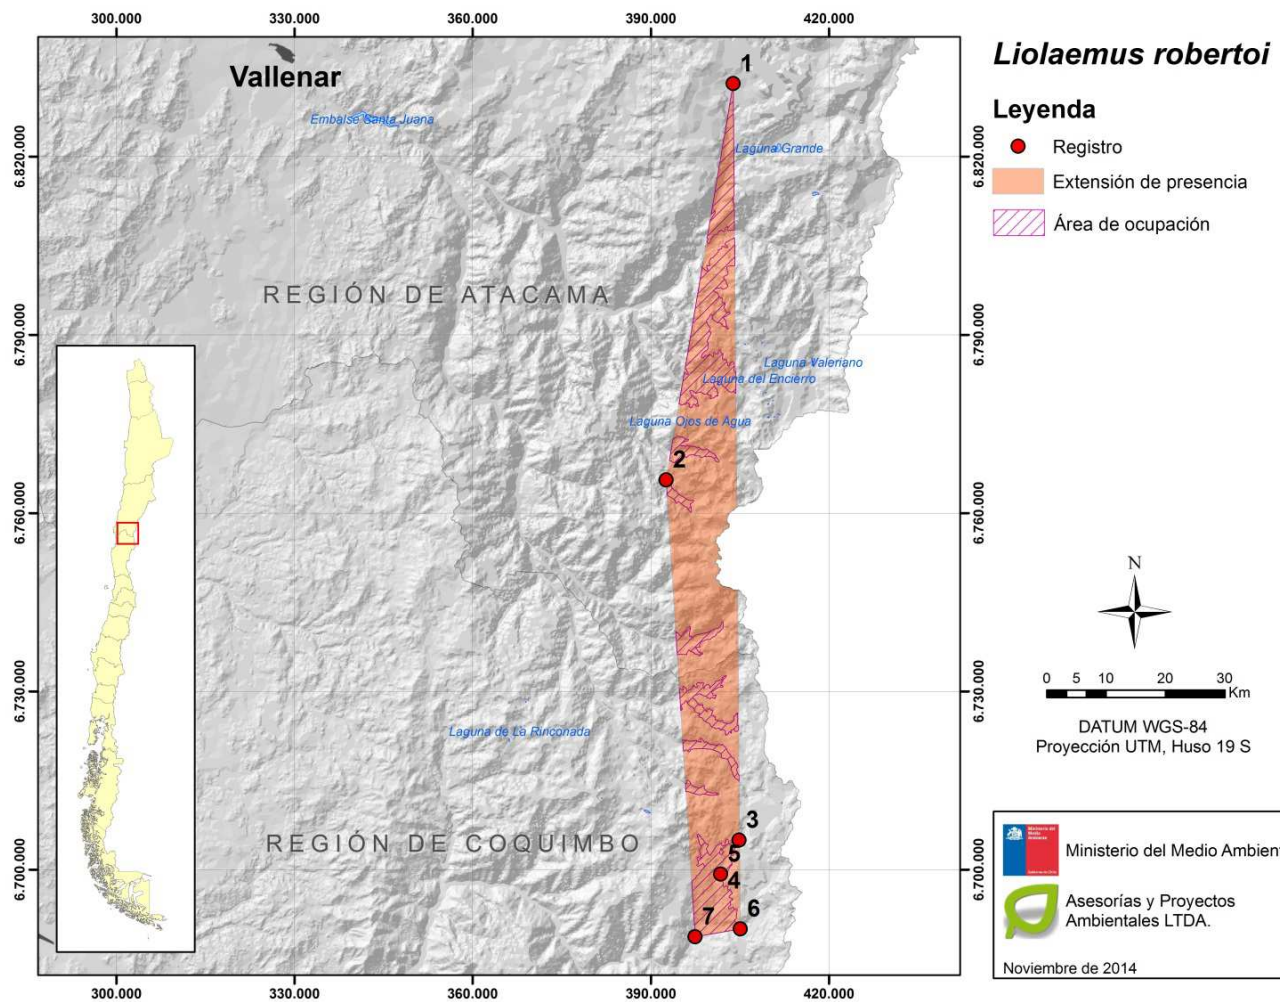 300.000
330.000
360.000
390.000
420.000
Liolaemus robertoi
Leyenda
Registro
Extensión de presencia
Área de ocupación
Vallenar
Embalse Santa Juana
1
Laguna Grande
6.820.000
6.820.000
REGIÓN DE ATACAMA
6.790.000
6.790.000
Laguna Valeriano
Laguna del Encierro
Laguna Ojos de Agua
2
6.760.000
6.760.000
N
6.730.000
6.730.000
0 5 10 20 30
Km
DATUM WGS-84
Proyección UTM, Huso 19 S
Laguna de La Rinconada
REGIÓN DE COQUIMBO
3
5
4
6.700.000
6.700.000
7
6
Ministerio del Medio Ambient
Asesorías y Proyectos
Ambientales LTDA.
Noviembre de 2014
300.000
330.000
360.000
390.000
420.000